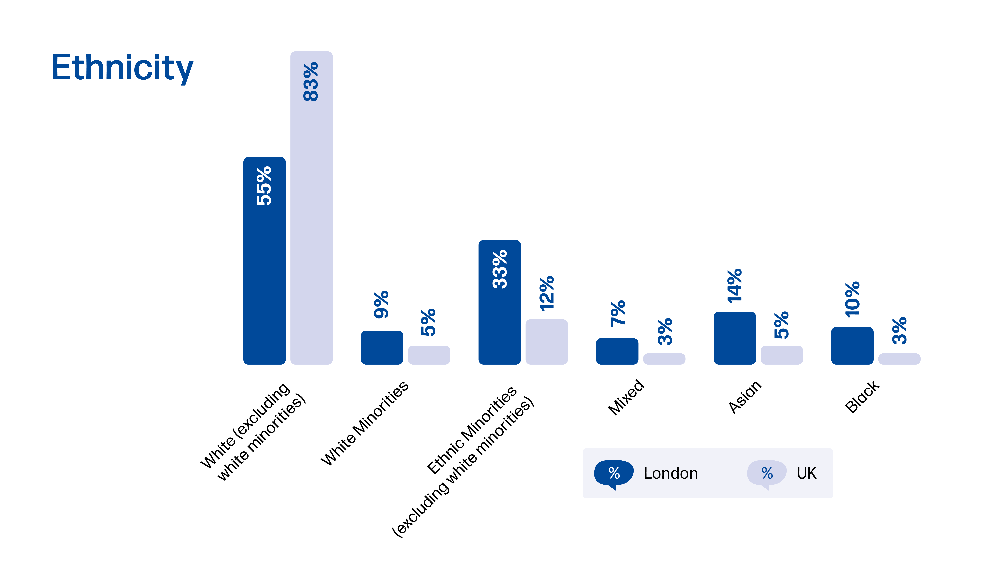 Ethnicity
55%
83%
9%
5%
33%
12%
7%
3%
14%
5%
10%
3%
White (excluding
white minorities)
White Minorities
Ethnic Minorities
(excluding white minorities)
Mixed
Asian
Black
% London
% UK